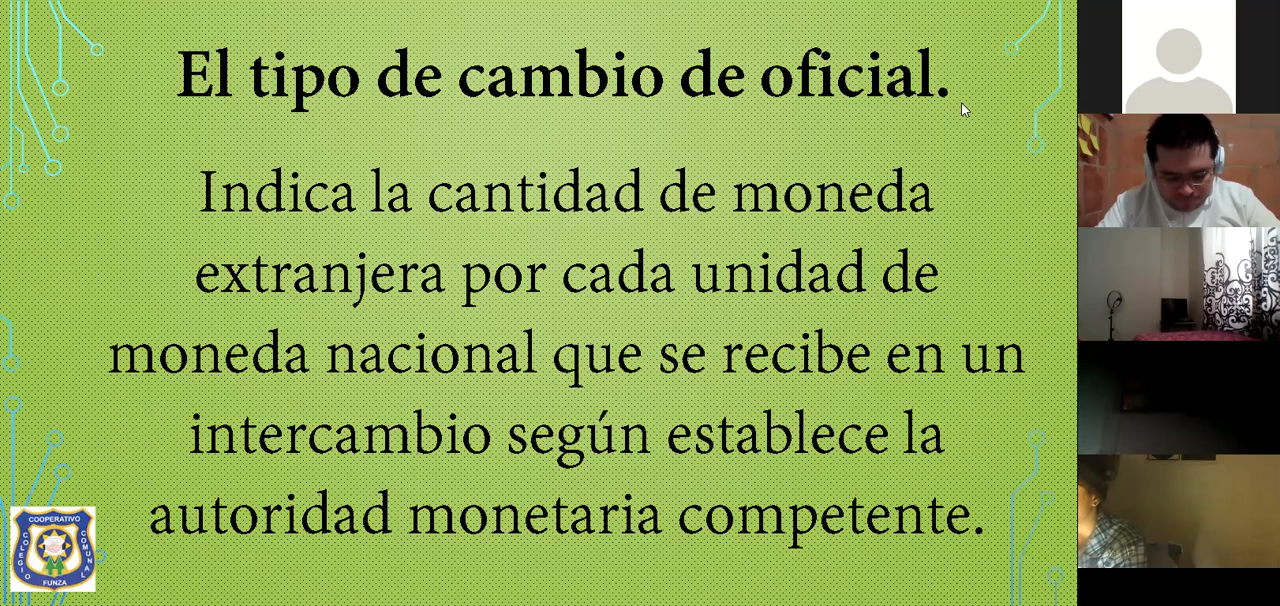 El tipo de cambio de oficial.
Indica la cantidad de moneda
extranjera por cada unidad de
moneda nacional que se recibe en un
intercambio según establece la
autoridad monetaria competente.
COOPERATIVO
COLEGIO
COMUNAL
FUNZA